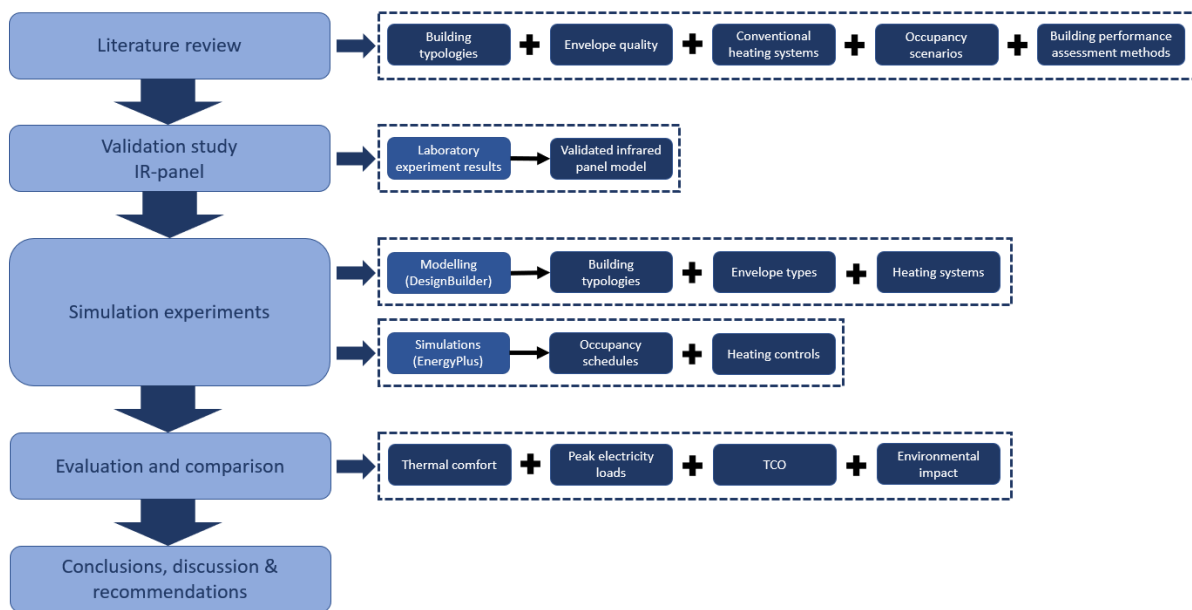 Literature review
Building
typologies
Envelope quality
Conventional
heating systems
Occupancy
scenarios
Building performance
assessment methods
Validation study
IR-panel
Laboratory
experiment results
Validated infrared
panel model
Simulation experiments
Modelling
(DesignBuilder)
Building
typologies
Envelope types
Heating systems
Simulations
(EnergyPlus)
Occupancy
schedules
Heating controls
Evaluation and comparison
Thermal comfort
Peak electricity
loads
TCO
Environmental
impact
Conclusions, discussion &
recommendations